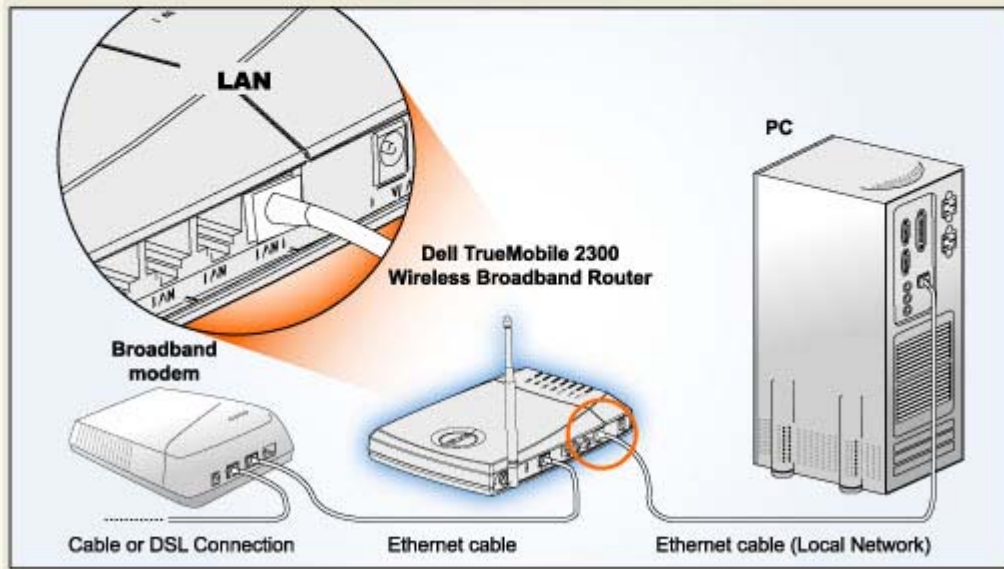 LAN
LAN
LAN
LAN
PC
Dell TrueMobile 2300
Wireless Broadband Router
Broadband
modem
Cable or DSL Connection
Ethernet cable
Ethernet cable (Local Network)